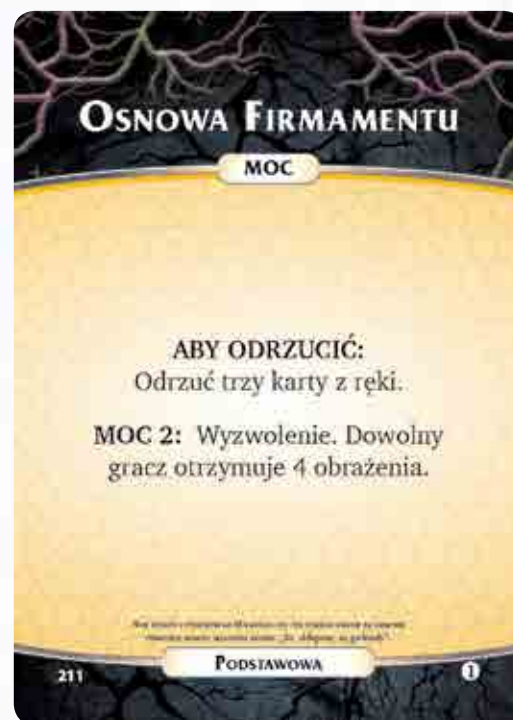 OSNOWA FIRMAMENTU
MOC
ABY ODRZUCIĆ:
Odrzuć trzy karty z ręki.
MOC 2: Wyzwolenie. Dowolny
gracz otrzymuje 4 obrażenia.
PODSTAWOWA
211
1